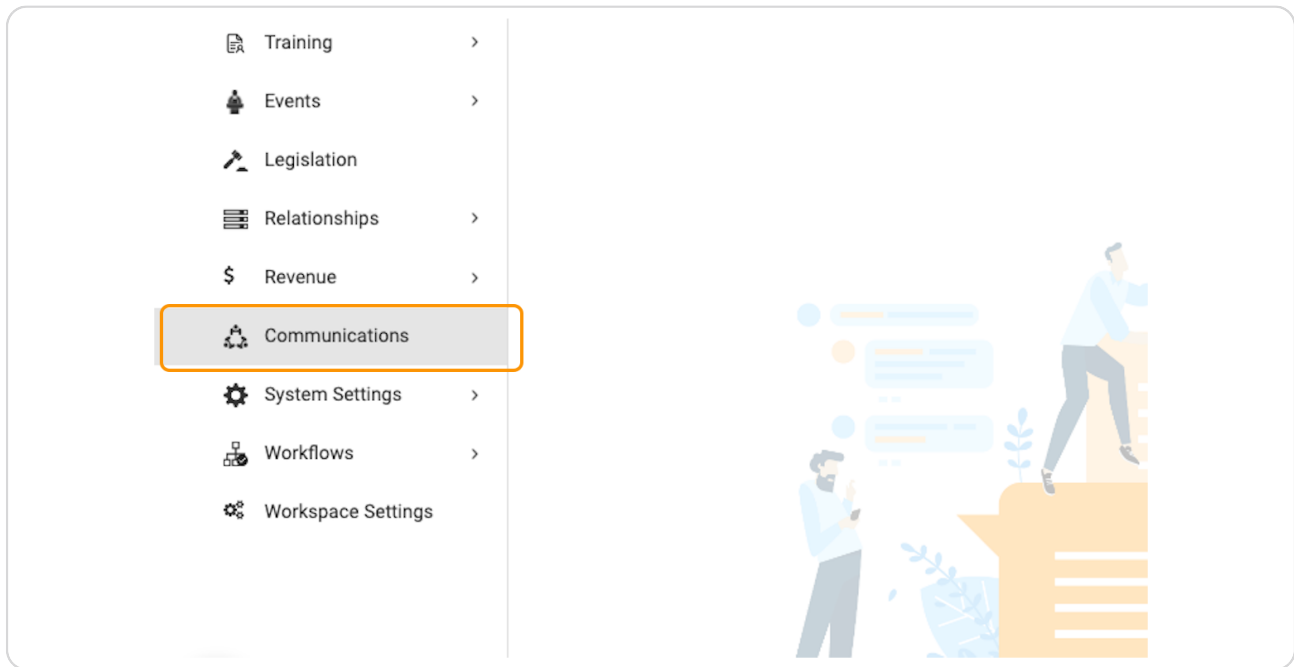 Training
Events
Legislation
Relationships
$ Revenue
Communications
System Settings
Workflows
Workspace Settings